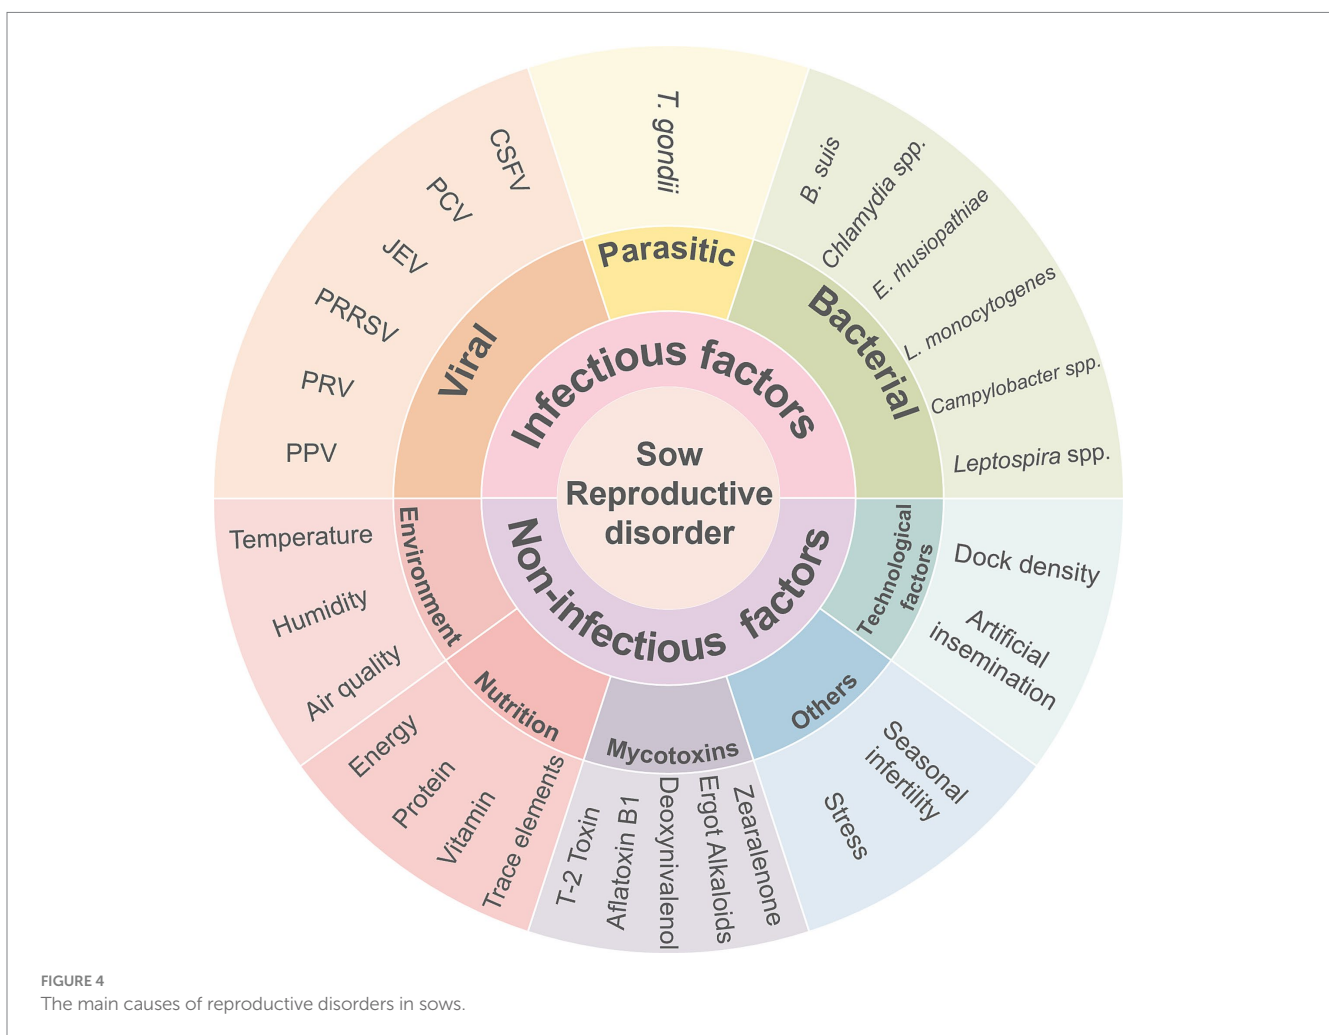 Sow
Reproductive
disorder
Infectious factors
Viral
PPV
PRV
PRRSV
JEV
PCV
CSFV
Parasitic
T. gondii
Bacterial
B. suis
Chlamydia spp.
E. rhusiopathiae
L. monocytogenes
Campylobacter spp.
Leptospira spp.
Non-infectious factors
Environment
Temperature
Humidity
Air quality
Nutrition
Energy
Protein
Vitamin
Trace elements
Mycotoxins
T-2 Toxin
Aflatoxin B1
Deoxynivalenol
Ergot Alkaloids
Zearalenone
Others
Stress
Seasonal
infertility
Technological
factors
Dock density
Artificial
insemination
FIGURE 4
The main causes of reproductive disorders in sows.